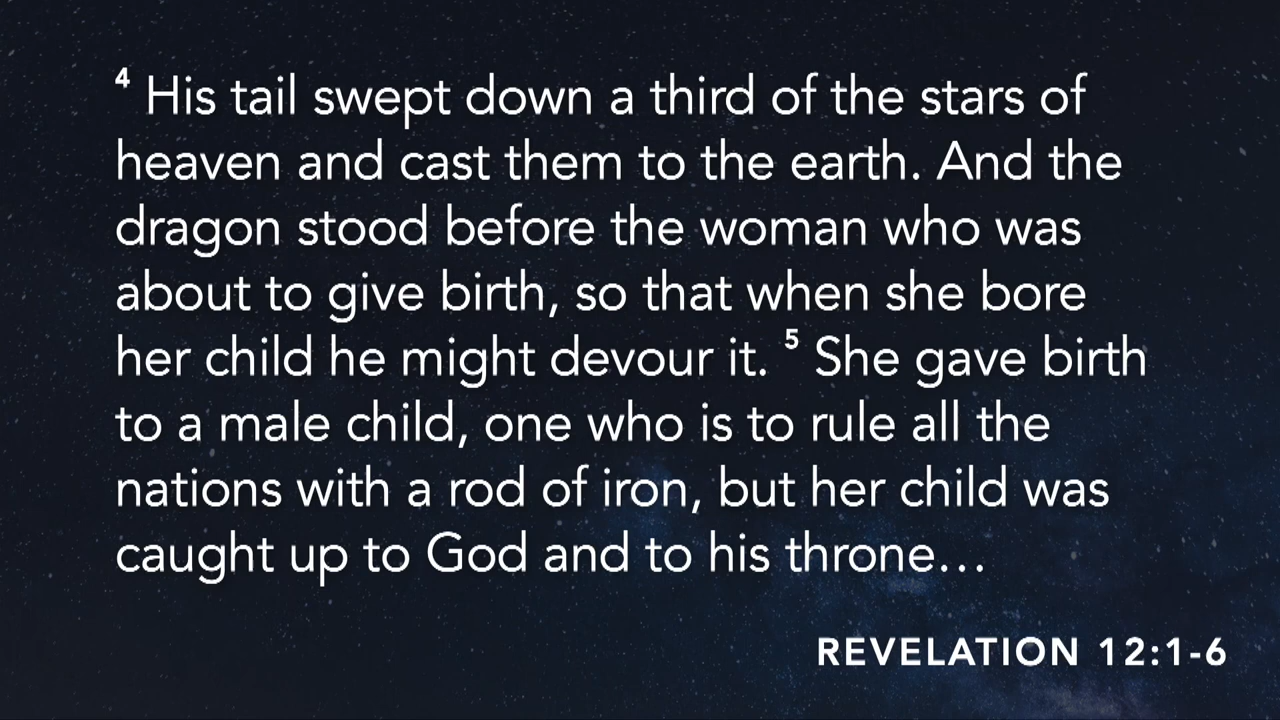 4 His tail swept down a third of the stars of
heaven and cast them to the earth. And the
dragon stood before the woman who was
about to give birth, so that when she bore
her child he might devour it. 5 She gave birth
to a male child, one who is to rule all the
nations with a rod of iron, but her child was
caught up to God and to his throne…
REVELATION 12:1-6